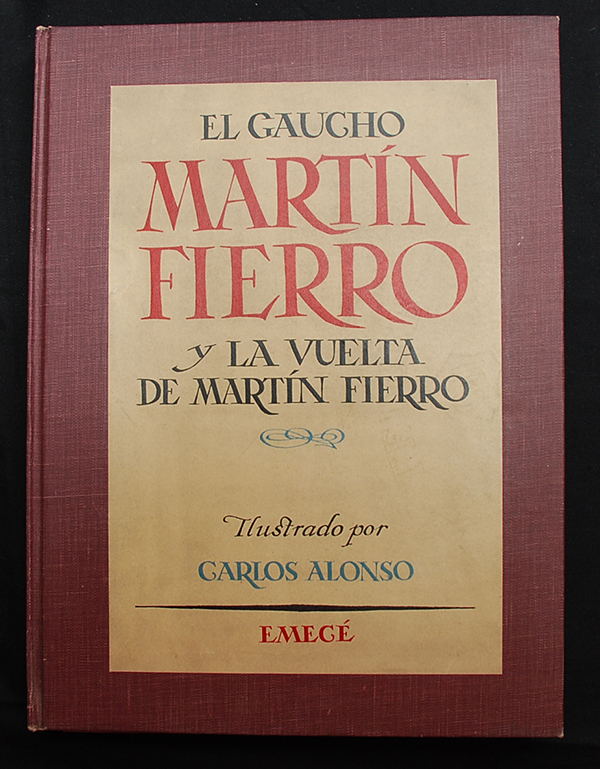 EL GAUCHO
MARTÍN
FIERRO
y LA VUELTA
DE MARTÍN FIERRO
Ilustrado por
CARLOS ALONSO
EMECÉ